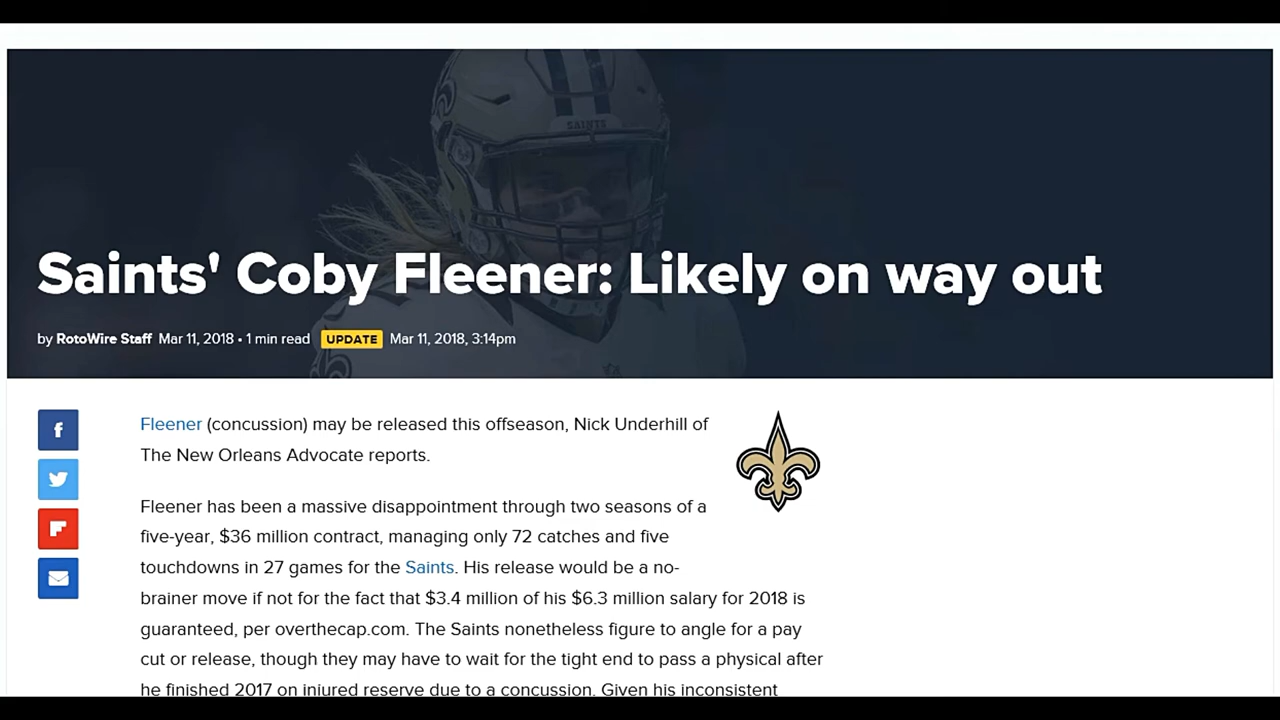 SAINTS
Saints' Coby Fleener: Likely on way out
by RotoWire Staff Mar 11, 2018 • 1 min read UPDATE Mar 11, 2018, 3:14pm
Fleener (concussion) may be released this offseason, Nick Underhill of
The New Orleans Advocate reports.
Fleener has been a massive disappointment through two seasons of a
five-year, $36 million contract, managing only 72 catches and five
touchdowns in 27 games for the Saints. His release would be a no-
brainer move if not for the fact that $3.4 million of his $6.3 million salary for 2018 is
guaranteed, per overthecap.com. The Saints nonetheless figure to angle for a pay
cut or release, though they may have to wait for the tight end to pass a physical after
he finished 2017 on injured reserve due to a concussion. Given his inconsistent